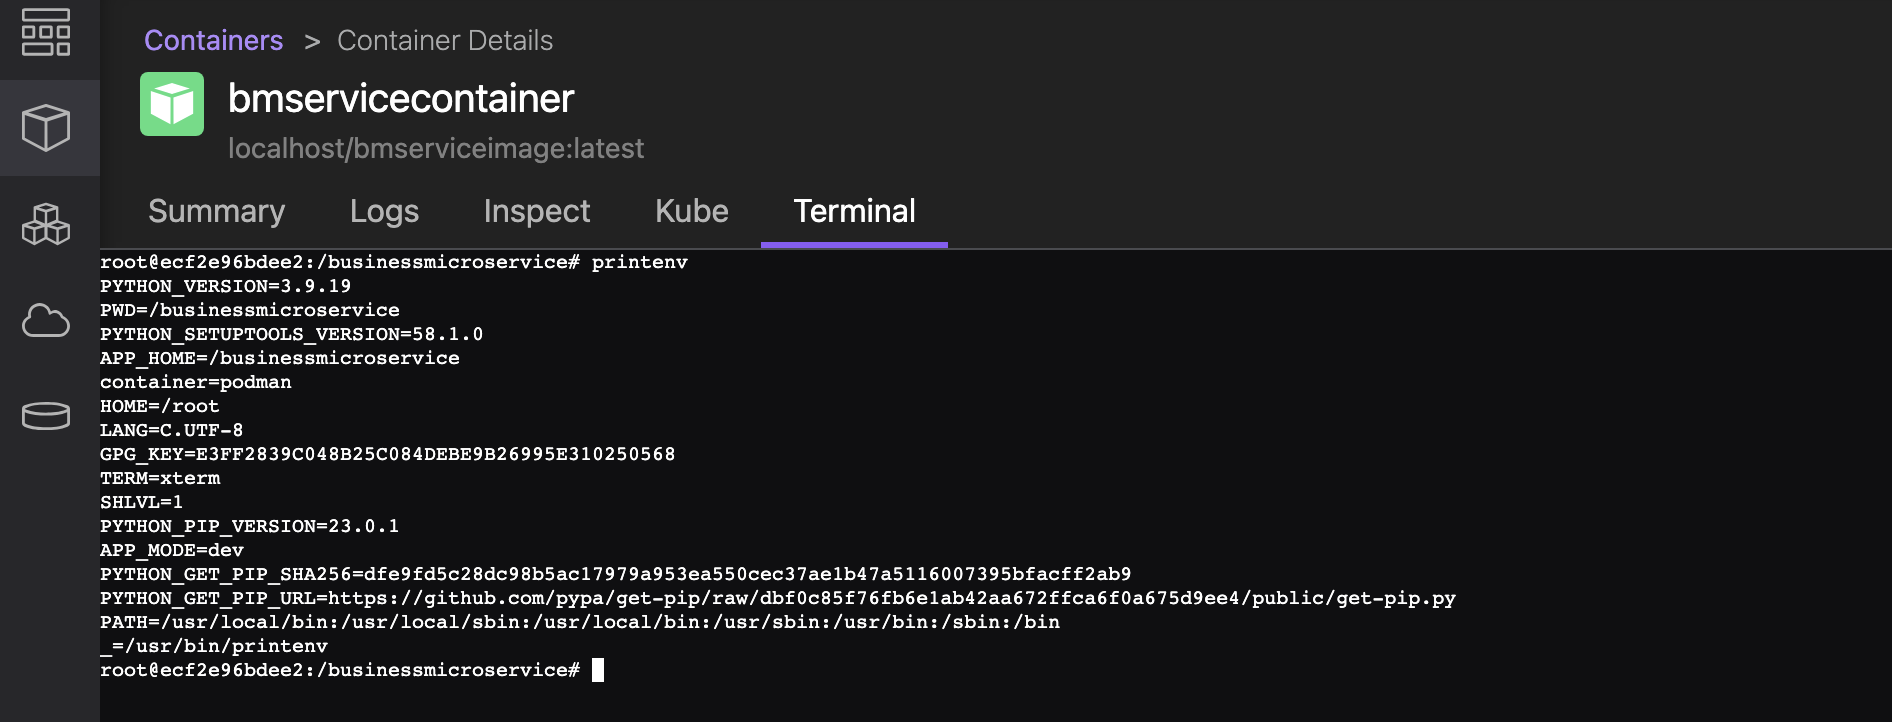 Containers > Container Details
bmservicecontainer
localhost/bmserviceimage:latest
Summary Logs Inspect Kube Terminal
root@ecf2e96bdee2:/businessmicroservice# printenv
PYTHON_VERSION=3.9.19
PWD=/businessmicroservice
PYTHON_SETUPTOOLS_VERSION=58.1.0
APP_HOME=/businessmicroservice
container=podman
HOME=/root
LANG=C.UTF-8
GPG_KEY=E3FF2839C048B25C084DEBE9B26995E310250568
TERM=xterm
SHLVL=1
PYTHON_PIP_VERSION=23.0.1
APP_MODE=dev
PYTHON_GET_PIP_SHA256=dfe9fd5c28dc98b5ac17979a953ea550cec37ae1b47a5116007395bfacff2ab9
PYTHON_GET_PIP_URL=https://github.com/pypa/get-pip/raw/dbf0c85f76fb6e1ab42aa672ffca6f0a675d9ee4/public/get-pip.py
PATH=/usr/local/bin:/usr/local/sbin:/usr/local/bin:/usr/sbin:/usr/bin:/sbin:/bin
_=/usr/bin/printenv
root@ecf2e96bdee2:/businessmicroservice#